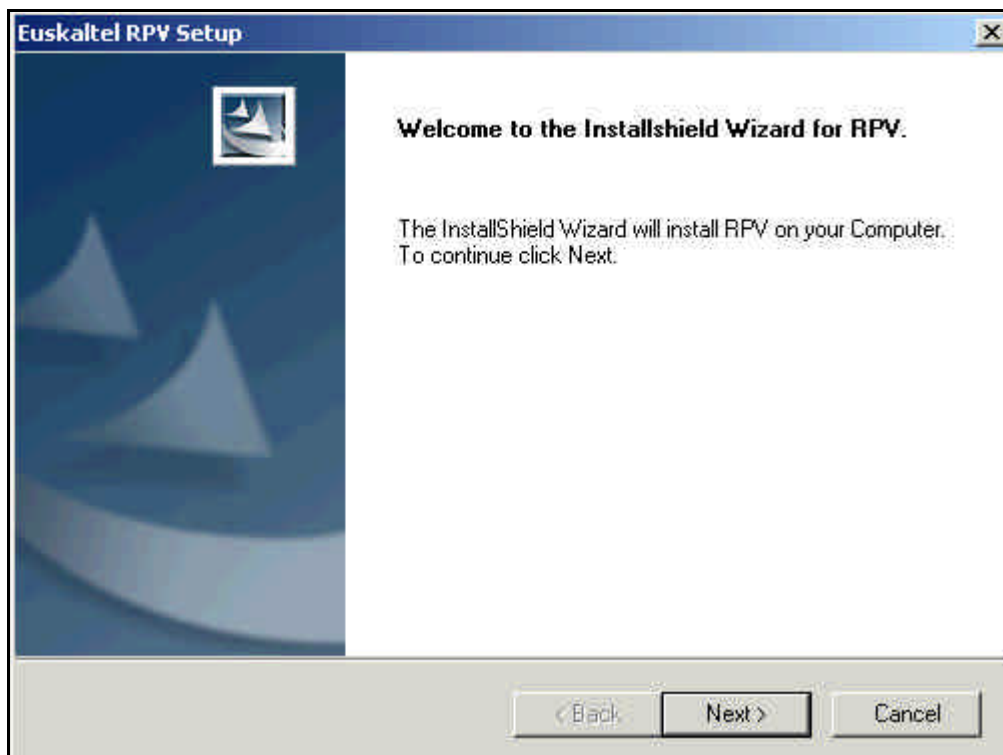 Euskaltel RPV Setup
Welcome to the Installshield Wizard for RPV.
The InstallShield Wizard will install RPV on your Computer.
To continue click Next.
< Back
Next >
Cancel